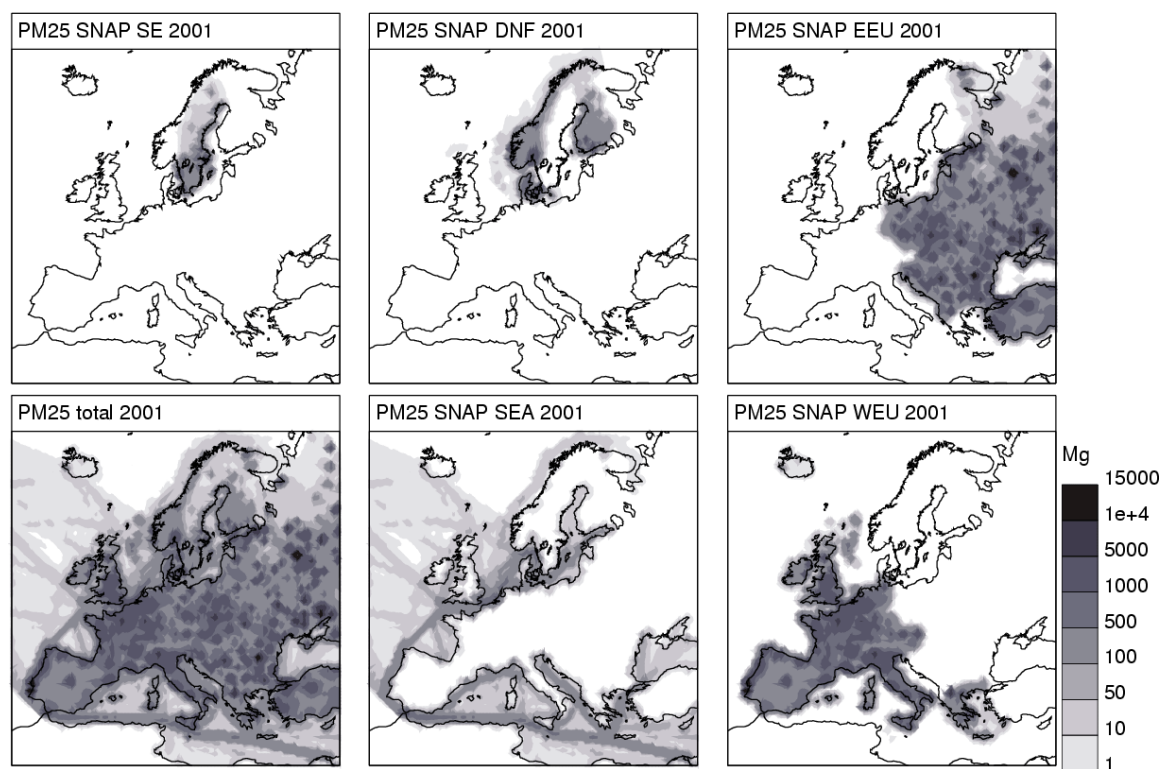 PM25 SNAP SE 2001
PM25 SNAP DNF 2001
PM25 SNAP EEU 2001
PM25 total 2001
PM25 SNAP SEA 2001
PM25 SNAP WEU 2001
Mg
15000
1e+4
5000
1000
500
100
50
10
1